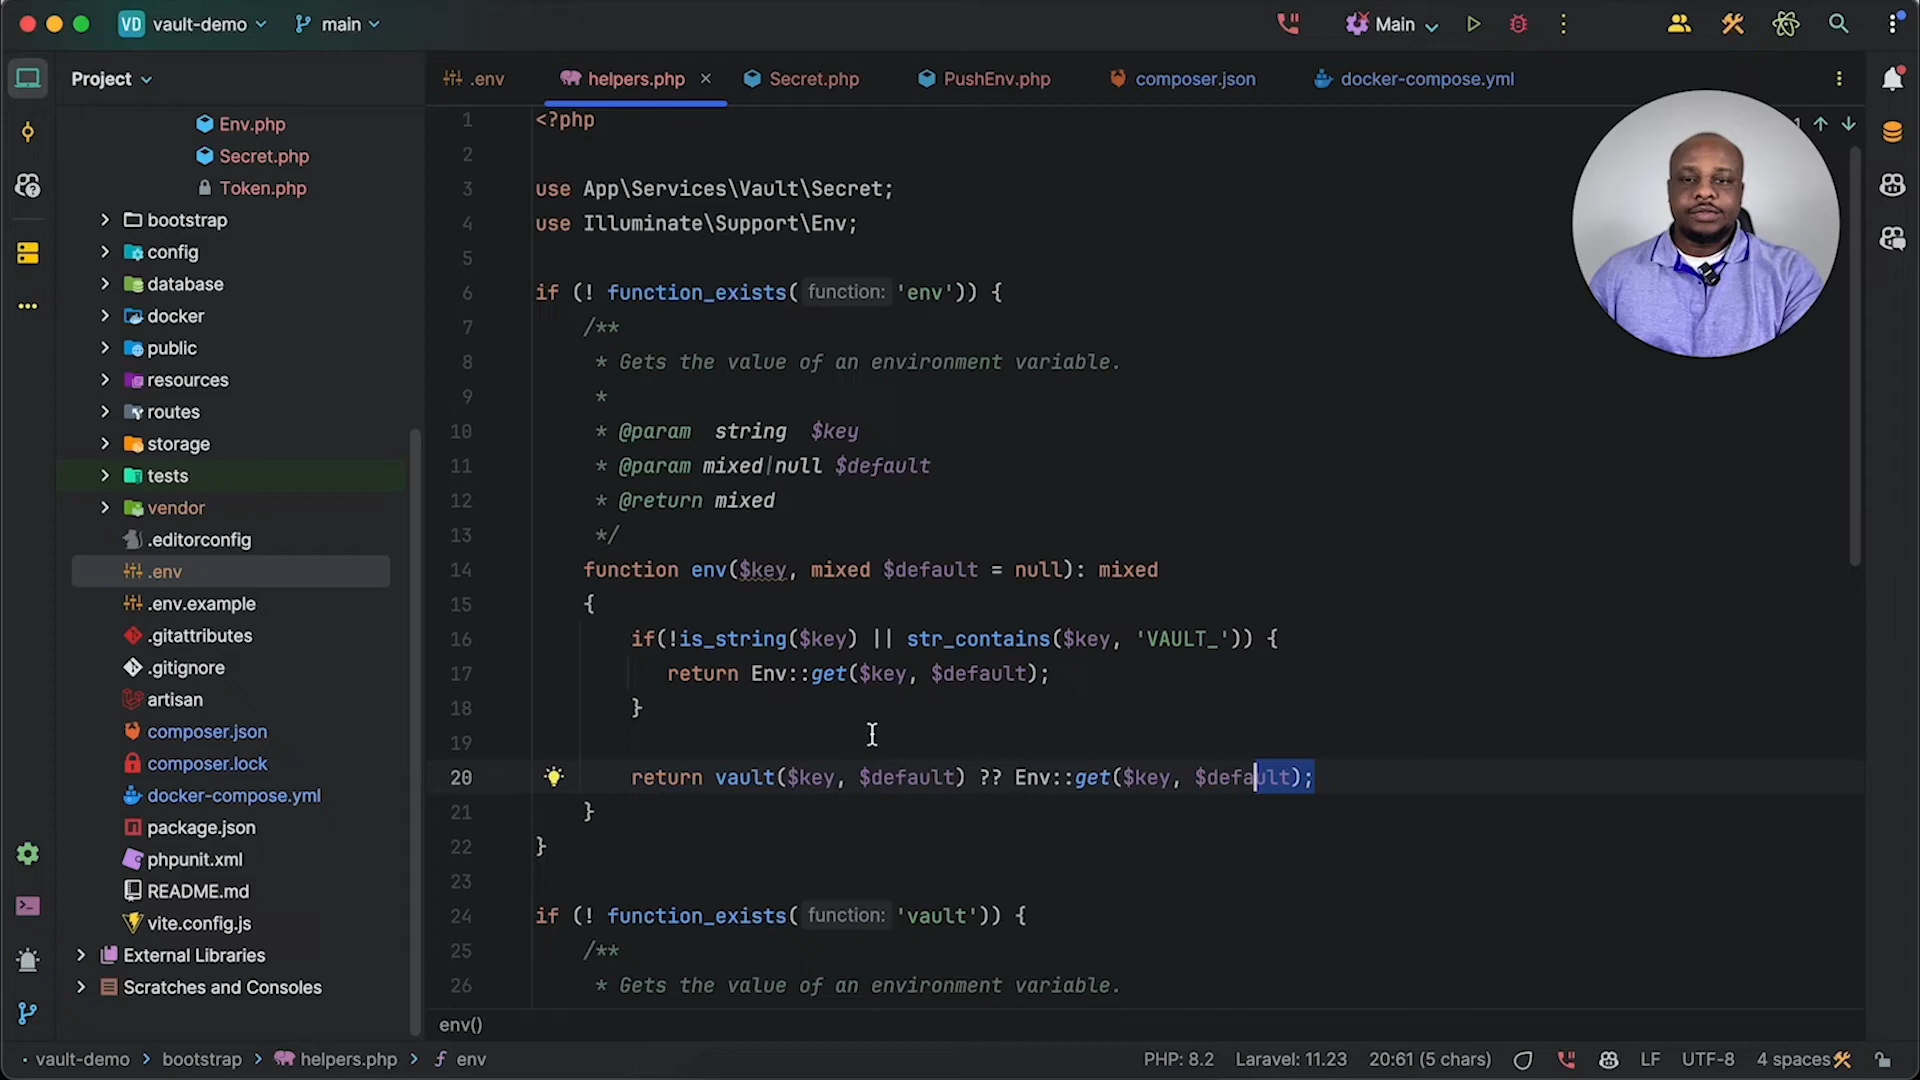 VD vault-demo main Main
Project
.env helpers.php Secret.php PushEnv.php composer.json docker-compose.yml
Env.php
Secret.php
Token.php
bootstrap
config
database
docker
public
resources
routes
storage
tests
vendor
.editorconfig
.env
.env.example
.gitattributes
.gitignore
artisan
composer.json
composer.lock
docker-compose.yml
package.json
phpunit.xml
README.md
vite.config.js
External Libraries
Scratches and Consoles
1 <?php
2
3 use App\Services\Vault\Secret;
4 use Illuminate\Support\Env;
5
6 if (! function_exists( function: 'env')) {
7 /**
8 * Gets the value of an environment variable.
9 *
10 * @param string $key
11 * @param mixed|null $default
12 * @return mixed
13 */
14 function env($key, mixed $default = null): mixed
15 {
16 if(!is_string($key) || str_contains($key, 'VAULT_')) {
17 return Env::get($key, $default);
18 }
19
20 return vault($key, $default) ?? Env::get($key, $default);
21 }
22 }
23
24 if (! function_exists( function: 'vault')) {
25 /**
26 * Gets the value of an environment variable.
env()
vault-demo > bootstrap > helpers.php > f env
PHP: 8.2 Laravel: 11.23 20:61 (5 chars) LF UTF-8 4 spaces